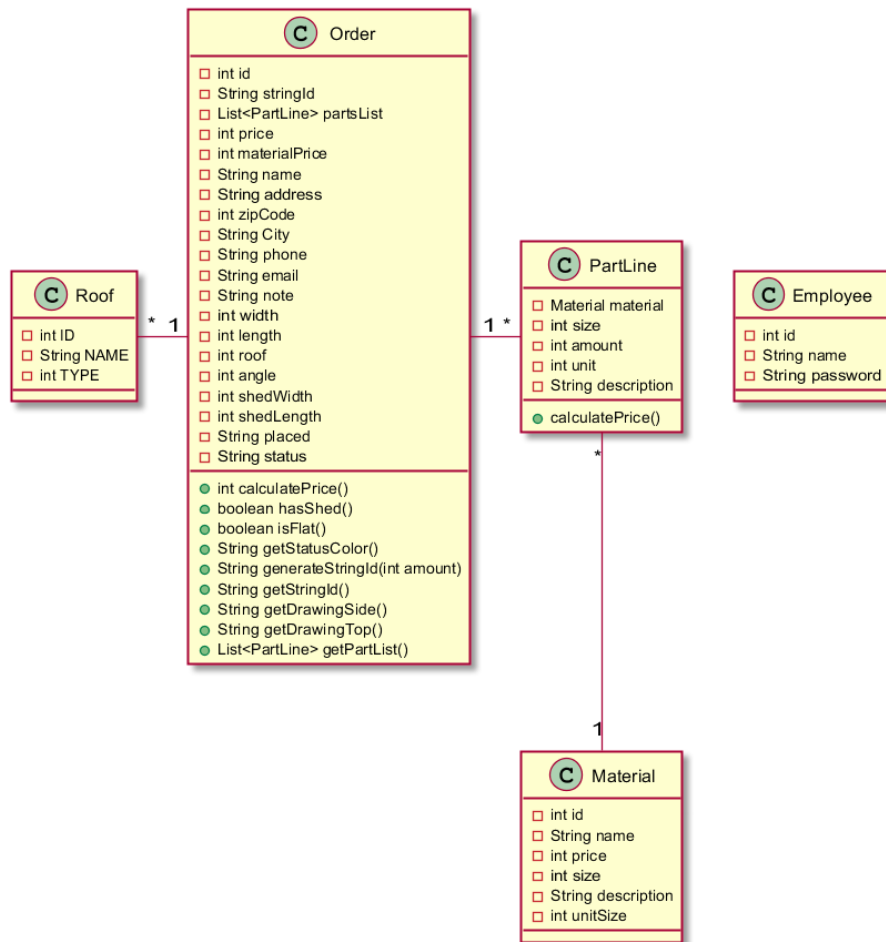 C Order
int id
String stringId
List<PartLine> partsList
int price
int materialPrice
String name
String address
int zipCode
String City
String phone
String email
String note
int width
int length
int roof
int angle
int shedWidth
int shedLength
String placed
String status
int calculatePrice()
boolean hasShed()
boolean isFlat()
String getStatusColor()
String generateStringId(int amount)
String getStringId()
String getDrawingSide()
String getDrawingTop()
List<PartLine> getPartList()
C Roof
int ID
String NAME
int TYPE
* 1
1 *
C PartLine
Material material
int size
int amount
int unit
String description
calculatePrice()
*
1
C Employee
int id
String name
String password
C Material
int id
String name
int price
int size
String description
int unitSize